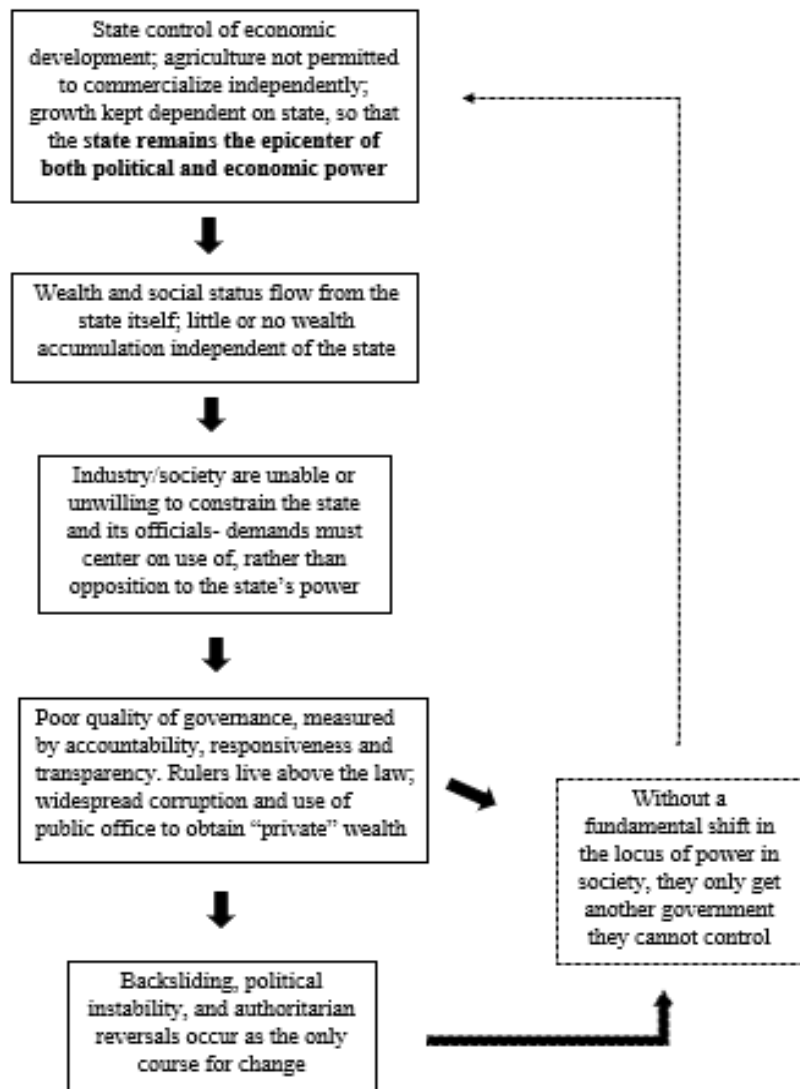 State control of economic
development; agriculture not permitted
to commercialize independently;
growth kept dependent on state, so that
the state remains the epicenter of
both political and economic power
Wealth and social status flow from the
state itself; little or no wealth
accumulation independent of the state
Industry/society are unable or
unwilling to constrain the state
and its officials- demands must
center on use of, rather than
opposition to the state's power
Poor quality of governance, measured
by accountability, responsiveness and
transparency. Rulers live above the law;
widespread corruption and use of
public office to obtain “private” wealth
Without a
fundamental shift in
the locus of power in
society, they only get
another government
they cannot control
Backsliding, political
instability, and authoritarian
reversals occur as the only
course for change